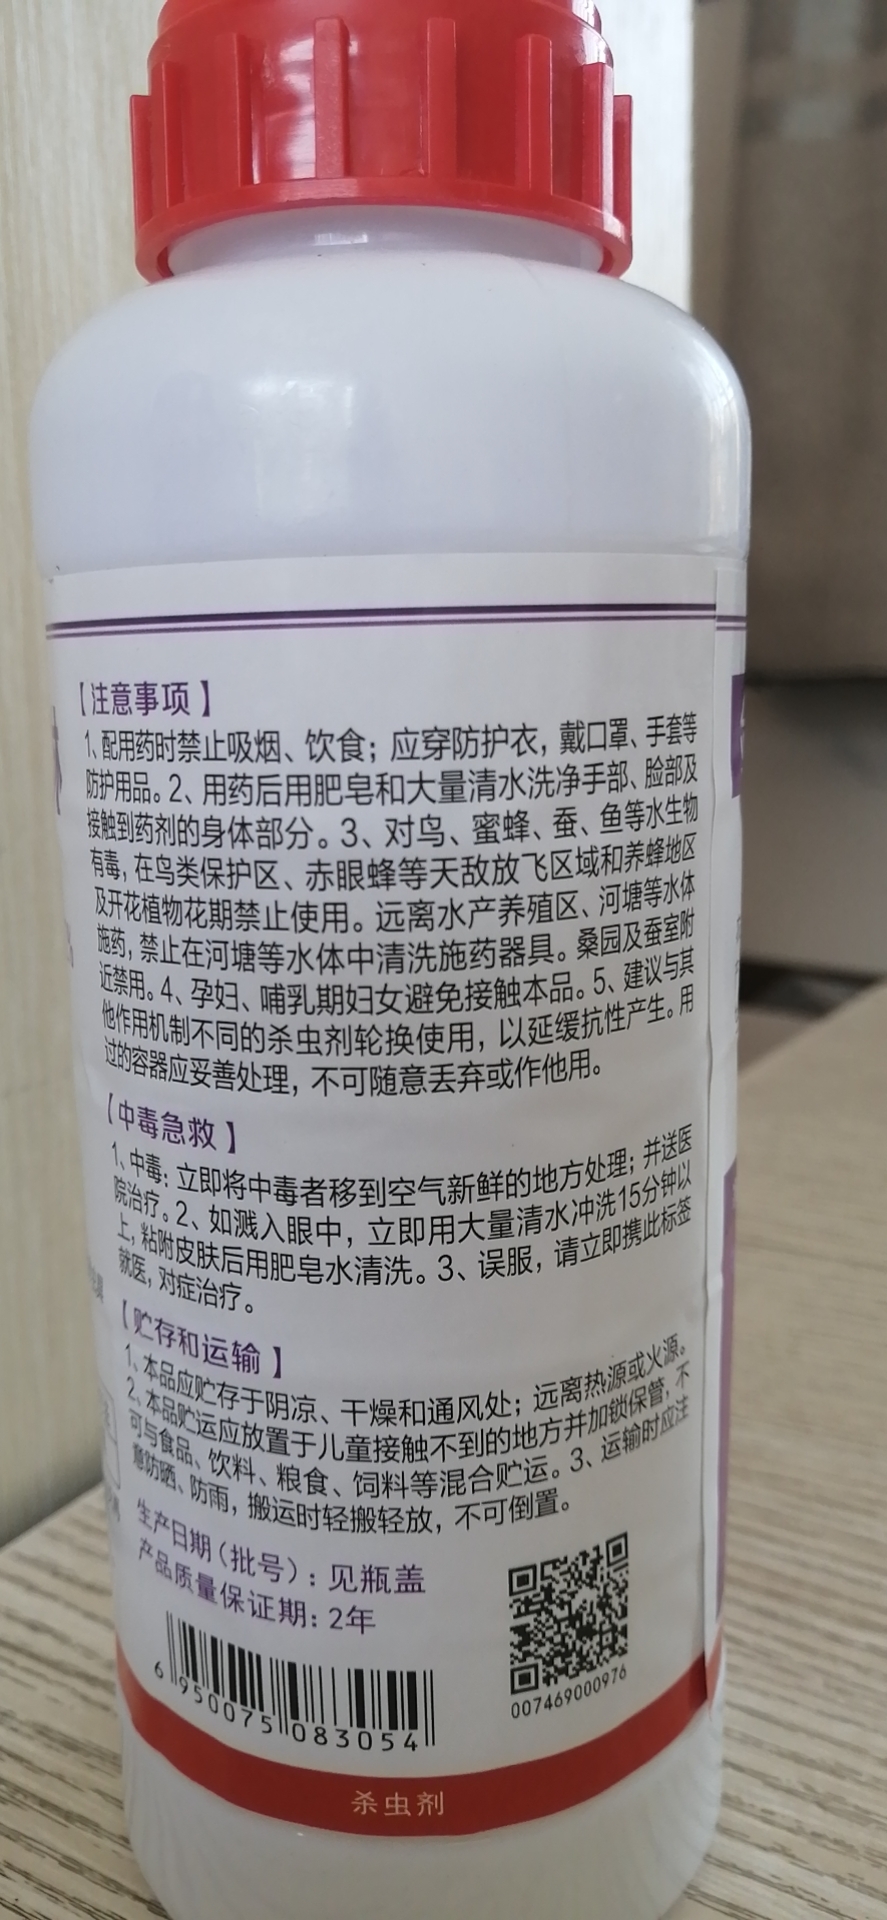 【注意事项】
1、配用药时禁止吸烟、饮食；应穿防护衣，戴口罩、手套等
防护用品。2、用药后用肥皂和大量清水洗净手部、脸部及
接触到药剂的身体部分。3、对鸟、蜜蜂、蚕、鱼等水生物
有毒，在鸟类保护区、赤眼蜂等天敌放飞区域和养蜂地区
及开花植物花期禁止使用。远离水产养殖区、河塘等水体
施药，禁止在河塘等水体中清洗施药器具。桑园及蚕室附
近禁用。4、孕妇、哺乳期妇女避免接触本品。5、建议与其
他作用机制不同的杀虫剂轮换使用，以延缓抗性产生。用
过的容器应妥善处理，不可随意丢弃或作他用。
【中毒急救】
1、中毒：立即将中毒者移到空气新鲜的地方处理；并送医
院治疗。2、如溅入眼中，立即用大量清水冲洗15分钟以
上，粘附皮肤后用肥皂水清洗。3、误服，请立即携此标签
就医，对症治疗。
【贮存和运输】
1、本品应贮存于阴凉、干燥和通风处；远离热源或火源。
2、本品贮运应放置于儿童接触不到的地方并加锁保管，不
可与食品、饮料、粮食、饲料等混合贮运。3、运输时应注
意防晒、防雨，搬运时轻搬轻放，不可倒置。
生产日期（批号）：见瓶盖
产品质量保证期：2年
6950075083054
007469000976
杀虫剂